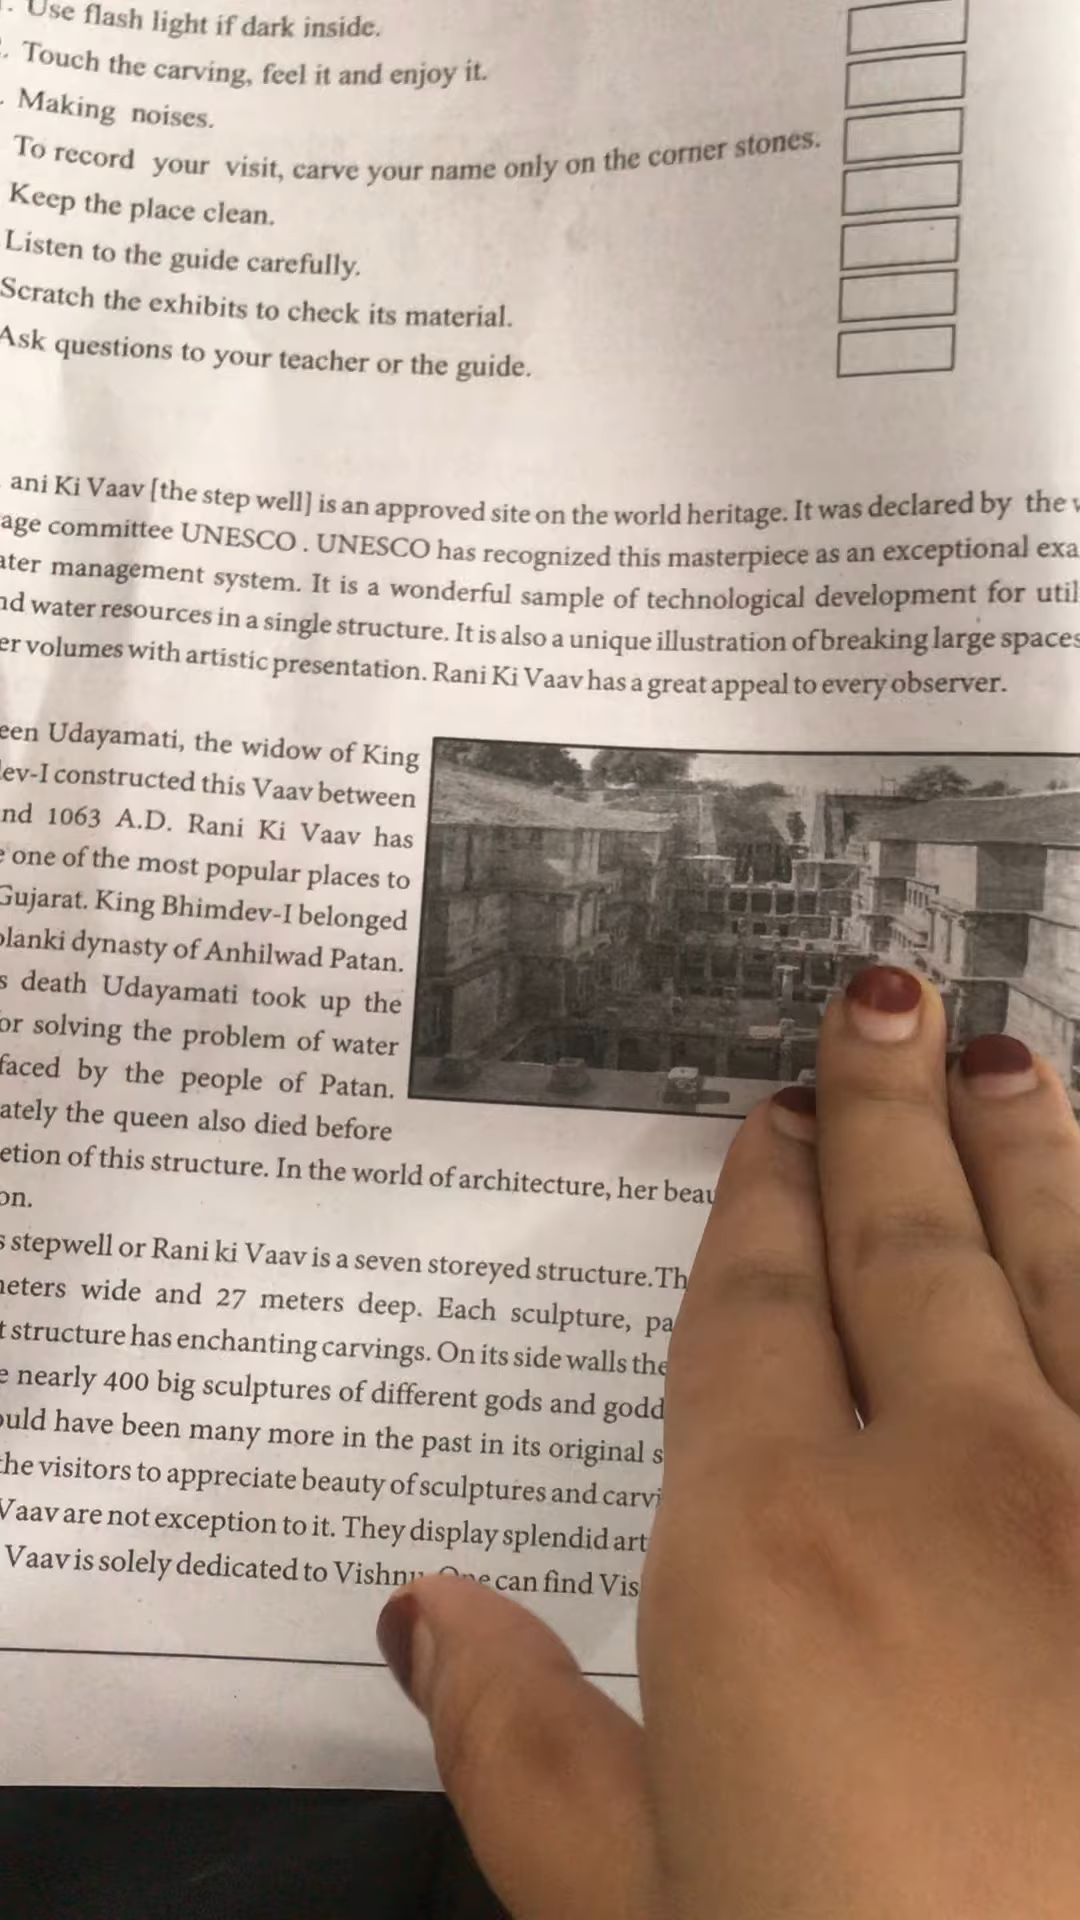 Use flash light if dark inside.
Touch the carving, feel it and enjoy it.
Making noises.
To record your visit, carve your name only on the corner stones.
Keep the place clean.
Listen to the guide carefully.
Scratch the exhibits to check its material.
Ask questions to your teacher or the guide.
ani Ki Vaav [the step well] is an approved site on the world heritage. It was declared by the
age committee UNESCO . UNESCO has recognized this masterpiece as an exceptional exa
ater management system. It is a wonderful sample of technological development for util
nd water resources in a single structure. It is also a unique illustration of breaking large spaces
er volumes with artistic presentation. Rani Ki Vaav has a great appeal to every observer.
een Udayamati, the widow of King
ev-I constructed this Vaav between
nd 1063 A.D. Rani Ki Vaav has
e one of the most popular places to
Gujarat. King Bhimdev-I belonged
lanki dynasty of Anhilwad Patan.
s death Udayamati took up the
or solving the problem of water
faced by the people of Patan.
ately the queen also died before
etion of this structure. In the world of architecture, her beau
on.
s stepwell or Rani ki Vaav is a seven storeyed structure. Th
eters wide and 27 meters deep. Each sculpture, pa
t structure has enchanting carvings. On its side walls the
e nearly 400 big sculptures of different gods and godd
ould have been many more in the past in its original s
the visitors to appreciate beauty of sculptures and carvi
Vaav are not exception to it. They display splendid art
Vaav is solely dedicated to Vishnu. One can find Vis